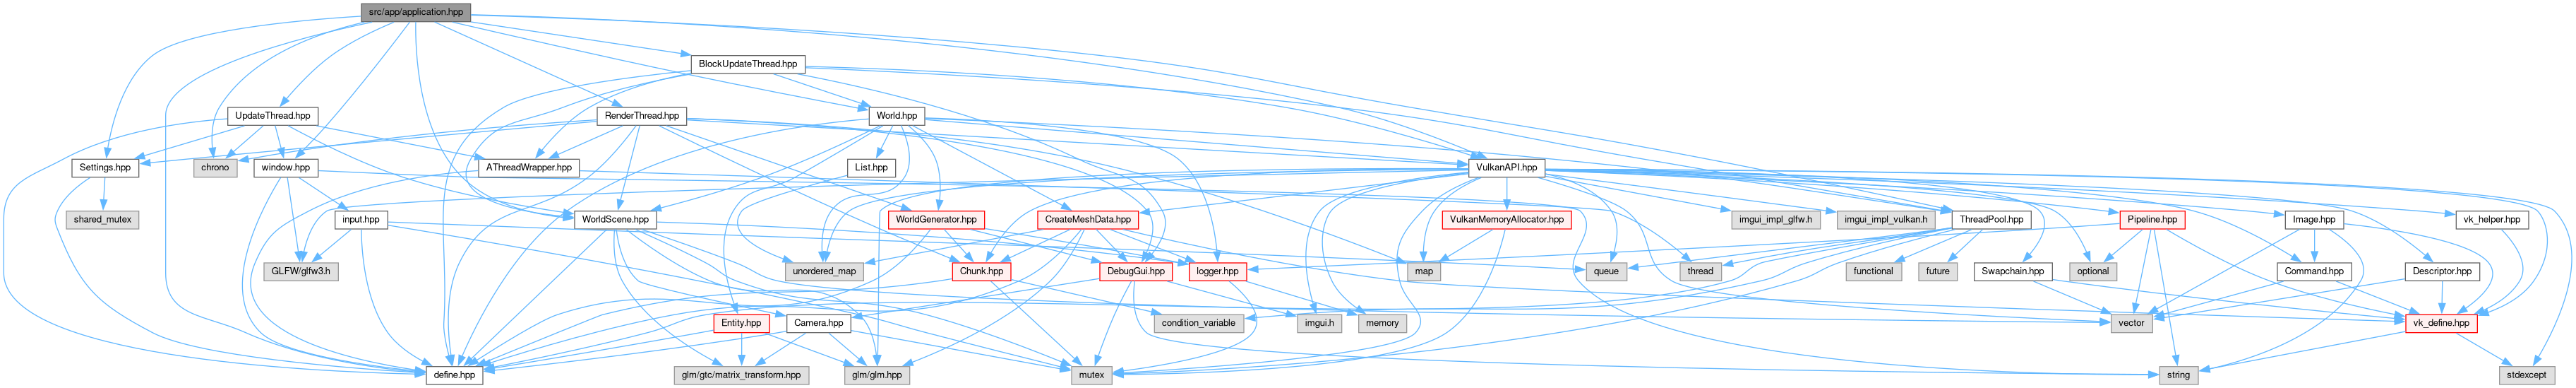 src/app/application.hpp
BlockUpdateThread.hpp
UpdateThread.hpp
RenderThread.hpp
World.hpp
Settings.hpp
chrono
window.hpp
AThreadWrapper.hpp
List.hpp
VulkanAPI.hpp
shared_mutex
input.hpp
WorldScene.hpp
WorldGenerator.hpp
CreateMeshData.hpp
VulkanMemoryAllocator.hpp
imgui_impl_glfw.h
imgui_impl_vulkan.h
ThreadPool.hpp
Pipeline.hpp
Image.hpp
vk_helper.hpp
GLFW/glfw3.h
unordered_map
Chunk.hpp
DebugGui.hpp
logger.hpp
map
queue
thread
functional
future
Swapchain.hpp
optional
Command.hpp
Descriptor.hpp
Entity.hpp
Camera.hpp
condition_variable
imgui.h
memory
vector
vk_define.hpp
define.hpp
glm/gtc/matrix_transform.hpp
glm/glm.hpp
mutex
string
stdexcept